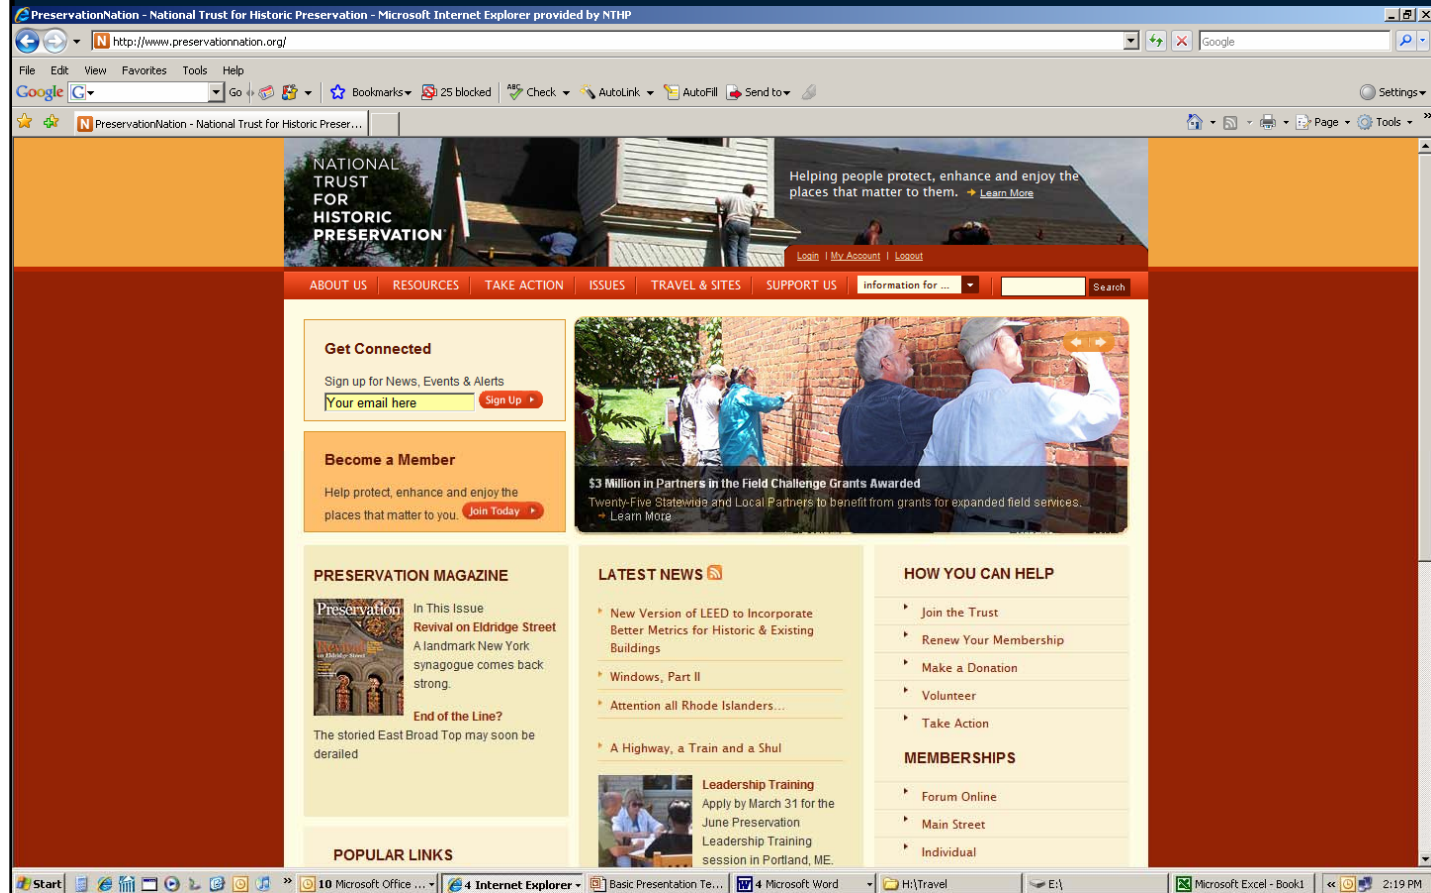 PreservationNation - National Trust for Historic Preservation - Microsoft Internet Explorer provided by NTHP
http://www.preservationnation.org/
Google
File Edit View Favorites Tools Help
Google G Go Bookmarks 25 blocked ABC Check AutoLink AutoFill Send to Settings
PreservationNation - National Trust for Historic Preser... Page Tools »
NATIONAL
TRUST
FOR
HISTORIC
PRESERVATION
Helping people protect, enhance and enjoy the
places that matter to them. Learn More
Login | My Account | Logout
ABOUT US RESOURCES TAKE ACTION ISSUES TRAVEL & SITES SUPPORT US information for ... Search
Get Connected
Sign up for News, Events & Alerts
Your email here Sign Up
Become a Member
Help protect, enhance and enjoy the
places that matter to you. Join Today
$3 Million in Partners in the Field Challenge Grants Awarded
Twenty-Five Statewide and Local Partners to benefit from grants for expanded field services.
Learn More
PRESERVATION MAGAZINE
Preservation
Revival
on Eldridge Street
In This Issue
Revival on Eldridge Street
A landmark New York
synagogue comes back
strong.
End of the Line?
The storied East Broad Top may soon be
derailed
POPULAR LINKS
LATEST NEWS
New Version of LEED to Incorporate
Better Metrics for Historic & Existing
Buildings
Windows, Part II
Attention all Rhode Islanders...
A Highway, a Train and a Shul
Leadership Training
Apply by March 31 for the
June Preservation
Leadership Training
session in Portland, ME.
HOW YOU CAN HELP
Join the Trust
Renew Your Membership
Make a Donation
Volunteer
Take Action
MEMBERSHIPS
Forum Online
Main Street
Individual
Start » 10 Microsoft Office ... 4 Internet Explorer Basic Presentation Te... 4 Microsoft Word H:\Travel E:\ Microsoft Excel - Book1 « 2:19 PM